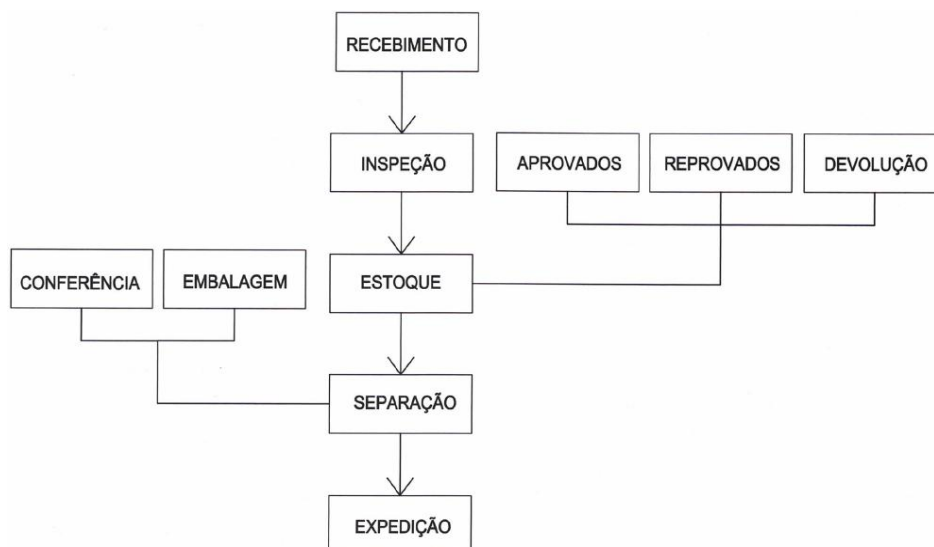 RECEBIMENTO
INSPEÇÃO
APROVADOS
REPROVADOS
DEVOLUÇÃO
CONFERÊNCIA
EMBALAGEM
ESTOQUE
SEPARAÇÃO
EXPEDIÇÃO